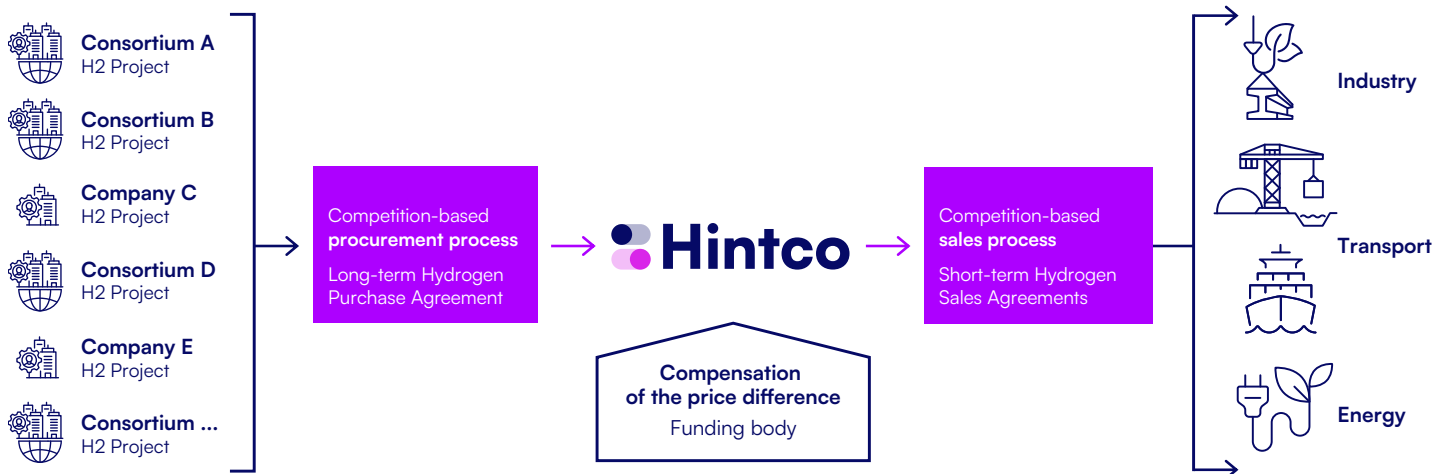 Consortium A
H2 Project
Consortium B
H2 Project
Company C
H2 Project
Consortium D
H2 Project
Company E
H2 Project
Consortium ...
H2 Project
Competition-based
procurement process
Long-term Hydrogen
Purchase Agreement
Hintco
Compensation
of the price difference
Funding body
Competition-based
sales process
Short-term Hydrogen
Sales Agreements
Industry
Transport
Energy